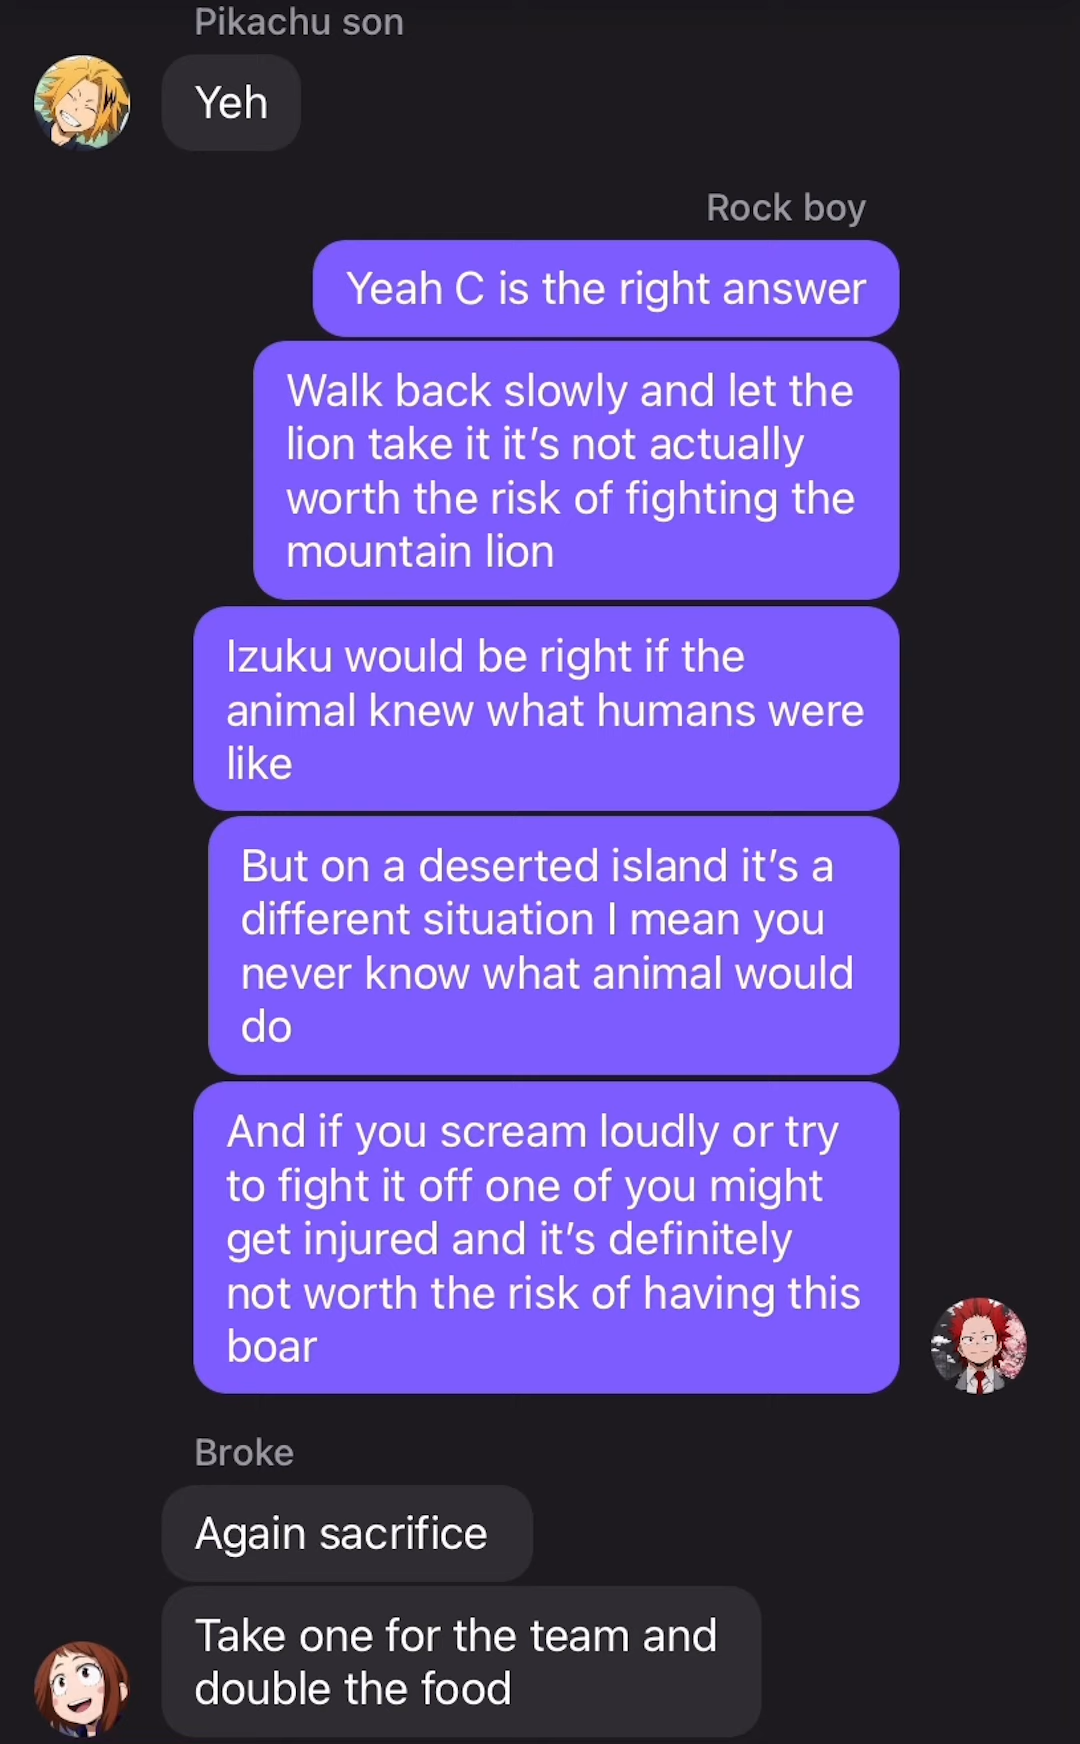 Pikachu son
Yeh
Rock boy
Yeah C is the right answer
Walk back slowly and let the
lion take it it’s not actually
worth the risk of fighting the
mountain lion
Izuku would be right if the
animal knew what humans were
like
But on a deserted island it’s a
different situation I mean you
never know what animal would
do
And if you scream loudly or try
to fight it off one of you might
get injured and it’s definitely
not worth the risk of having this
boar
Broke
Again sacrifice
Take one for the team and
double the food